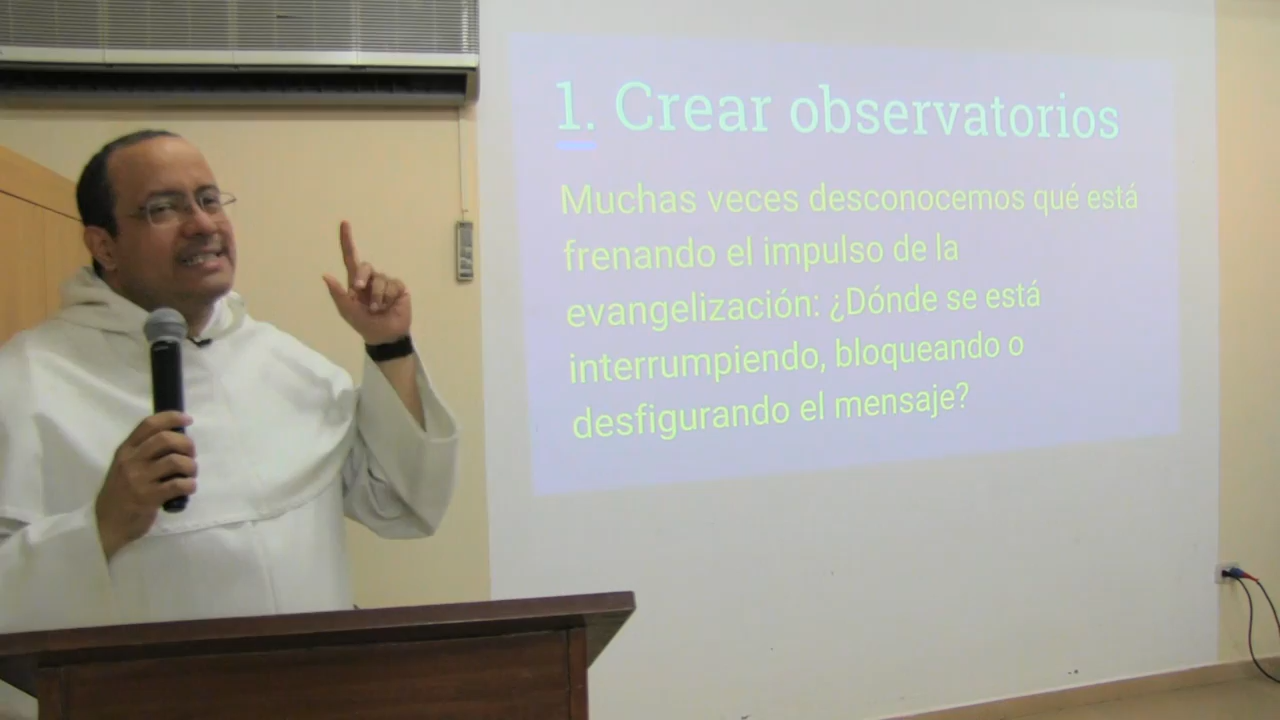 1. Crear observatorios
Muchas veces desconocemos qué está
frenando el impulso de la
evangelización: ¿Dónde se está
interrumpiendo, bloqueando o
desfigurando el mensaje?